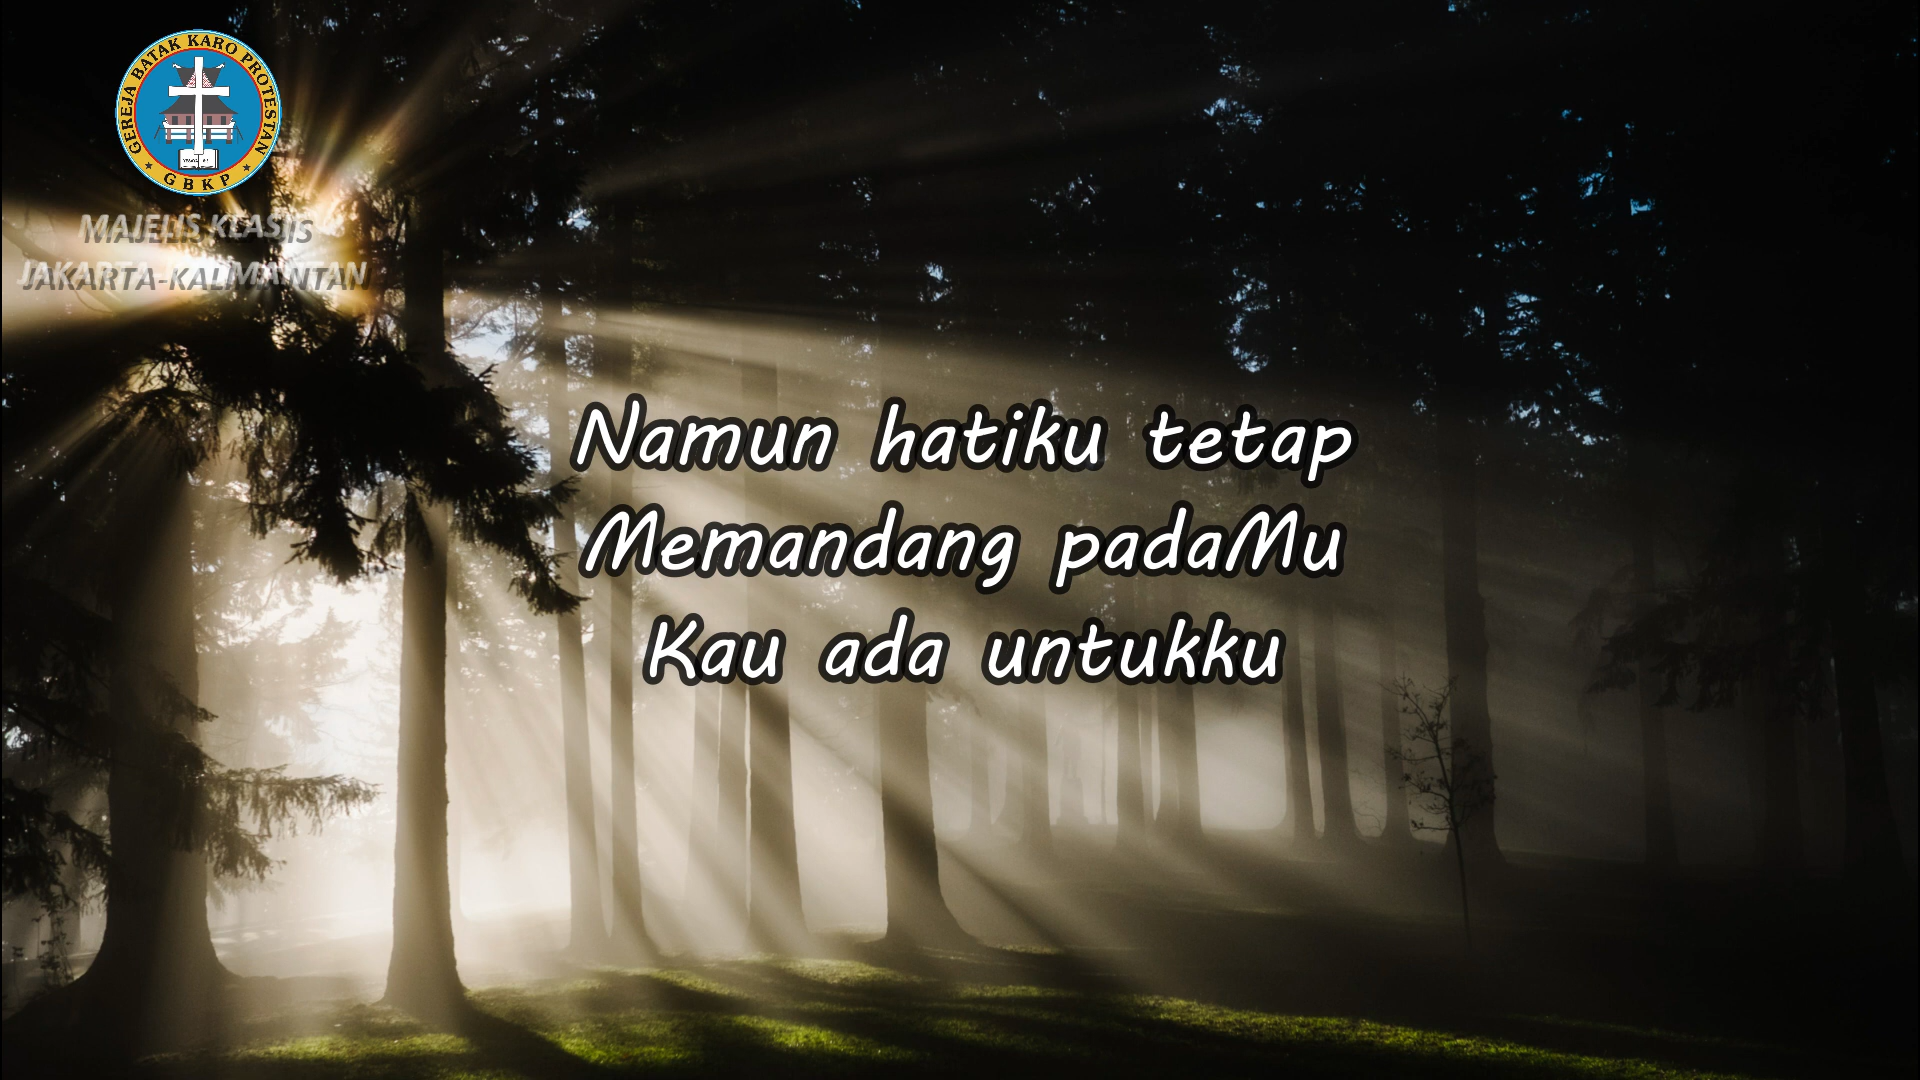 GEREJA BATAK KARO PROTESTAN
GBKP
MAJELIS KLASIS
JAKARTA-KALIMANTAN
Namun hatiku tetap
Memandang padaMu
Kau ada untukku